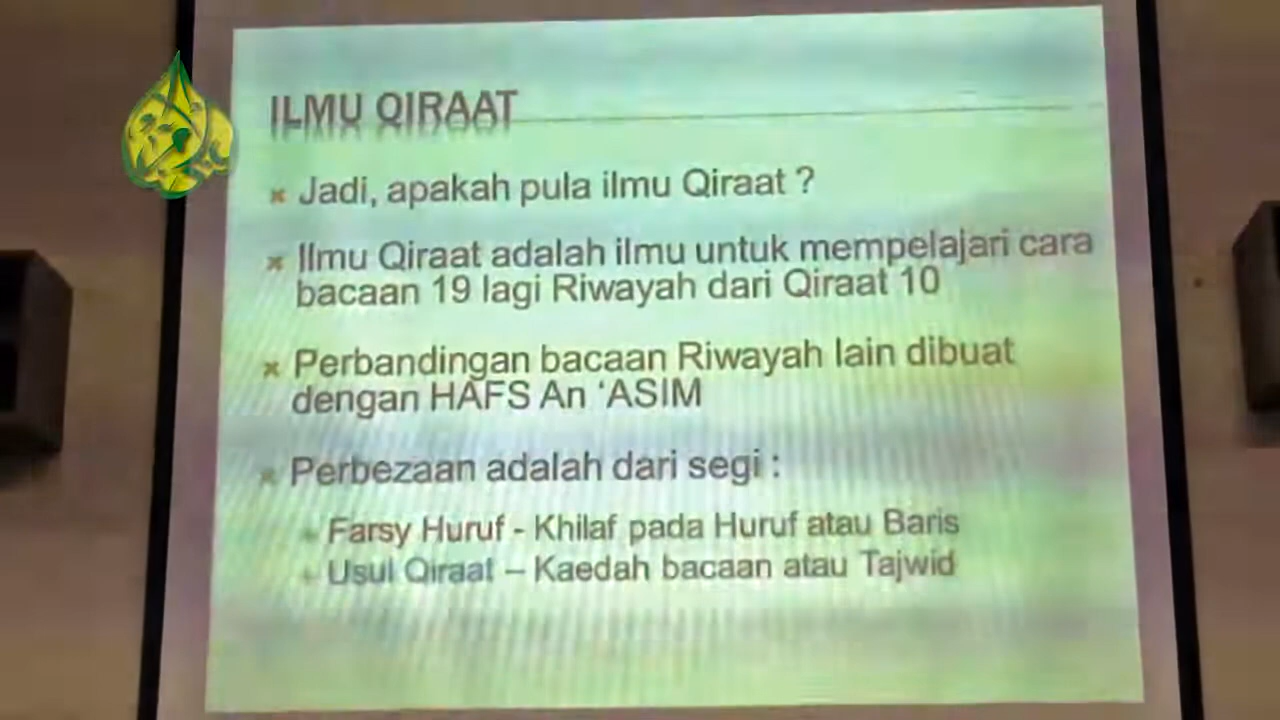 ILMU QIRAAT
Jadi, apakah pula ilmu Qiraat ?
Ilmu Qiraat adalah ilmu untuk mempelajari cara
bacaan 19 lagi Riwayah dari Qiraat 10
Perbandingan bacaan Riwayah lain dibuat
dengan HAFS An ‘ASIM
Perbezaan adalah dari segi :
Farsy Huruf - Khilaf pada Huruf atau Baris
Usul Qiraat – Kaedah bacaan atau Tajwid